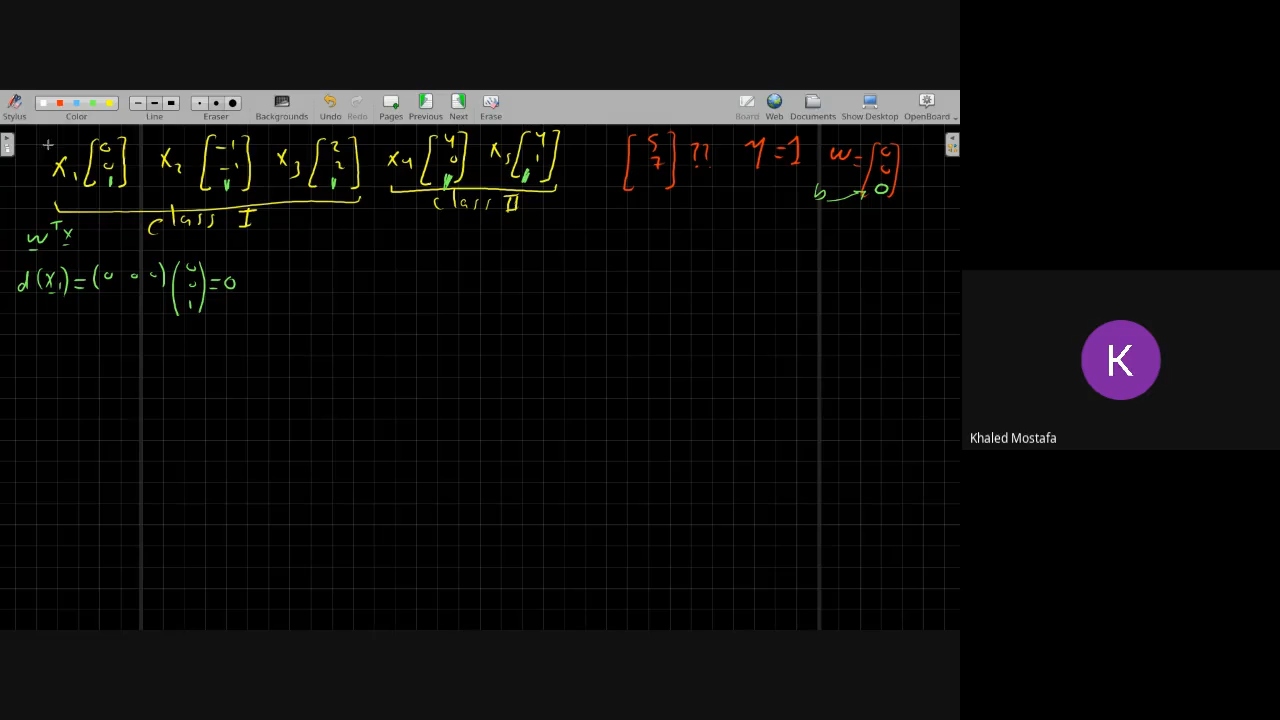 Stylus Color Line Eraser Backgrounds Undo Redo Pages Previous Next Erase Board Web Documents Show Desktop OpenBoard
x₁ [0 0 1] x₂ [-1 -1 1] x₃ [2 2 1] x₄ [4 0 1] x₅ [4 1 1] [5 7] ?? η=1 w=(0 0 0)
b →
Class I Class II
wᵀx
d(x₁)=(0 0 0)(0 0 1)=0
K
Khaled Mostafa